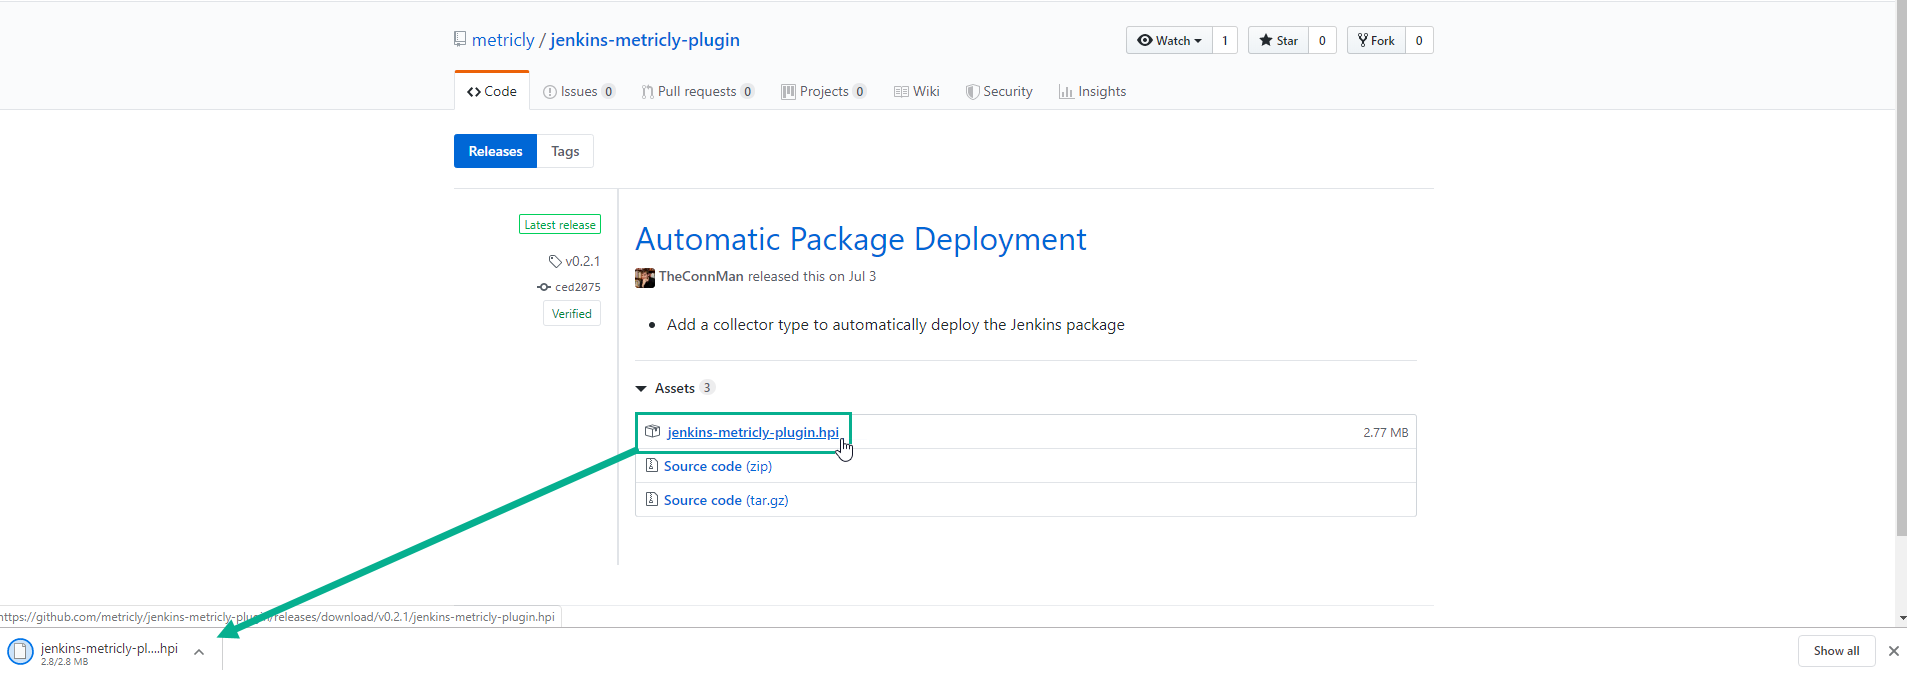 metricly / jenkins-metricly-plugin
Watch 1 Star 0 Fork 0
Code Issues 0 Pull requests 0 Projects 0 Wiki Security Insights
Releases Tags
Latest release
v0.2.1
ced2075
Verified
Automatic Package Deployment
TheConnMan released this on Jul 3
• Add a collector type to automatically deploy the Jenkins package
Assets 3
jenkins-metricly-plugin.hpi 2.77 MB
Source code (zip)
Source code (tar.gz)
https://github.com/metricly/jenkins-metricly-plugin/releases/download/v0.2.1/jenkins-metricly-plugin.hpi
jenkins-metricly-pl....hpi
2.8/2.8 MB
Show all